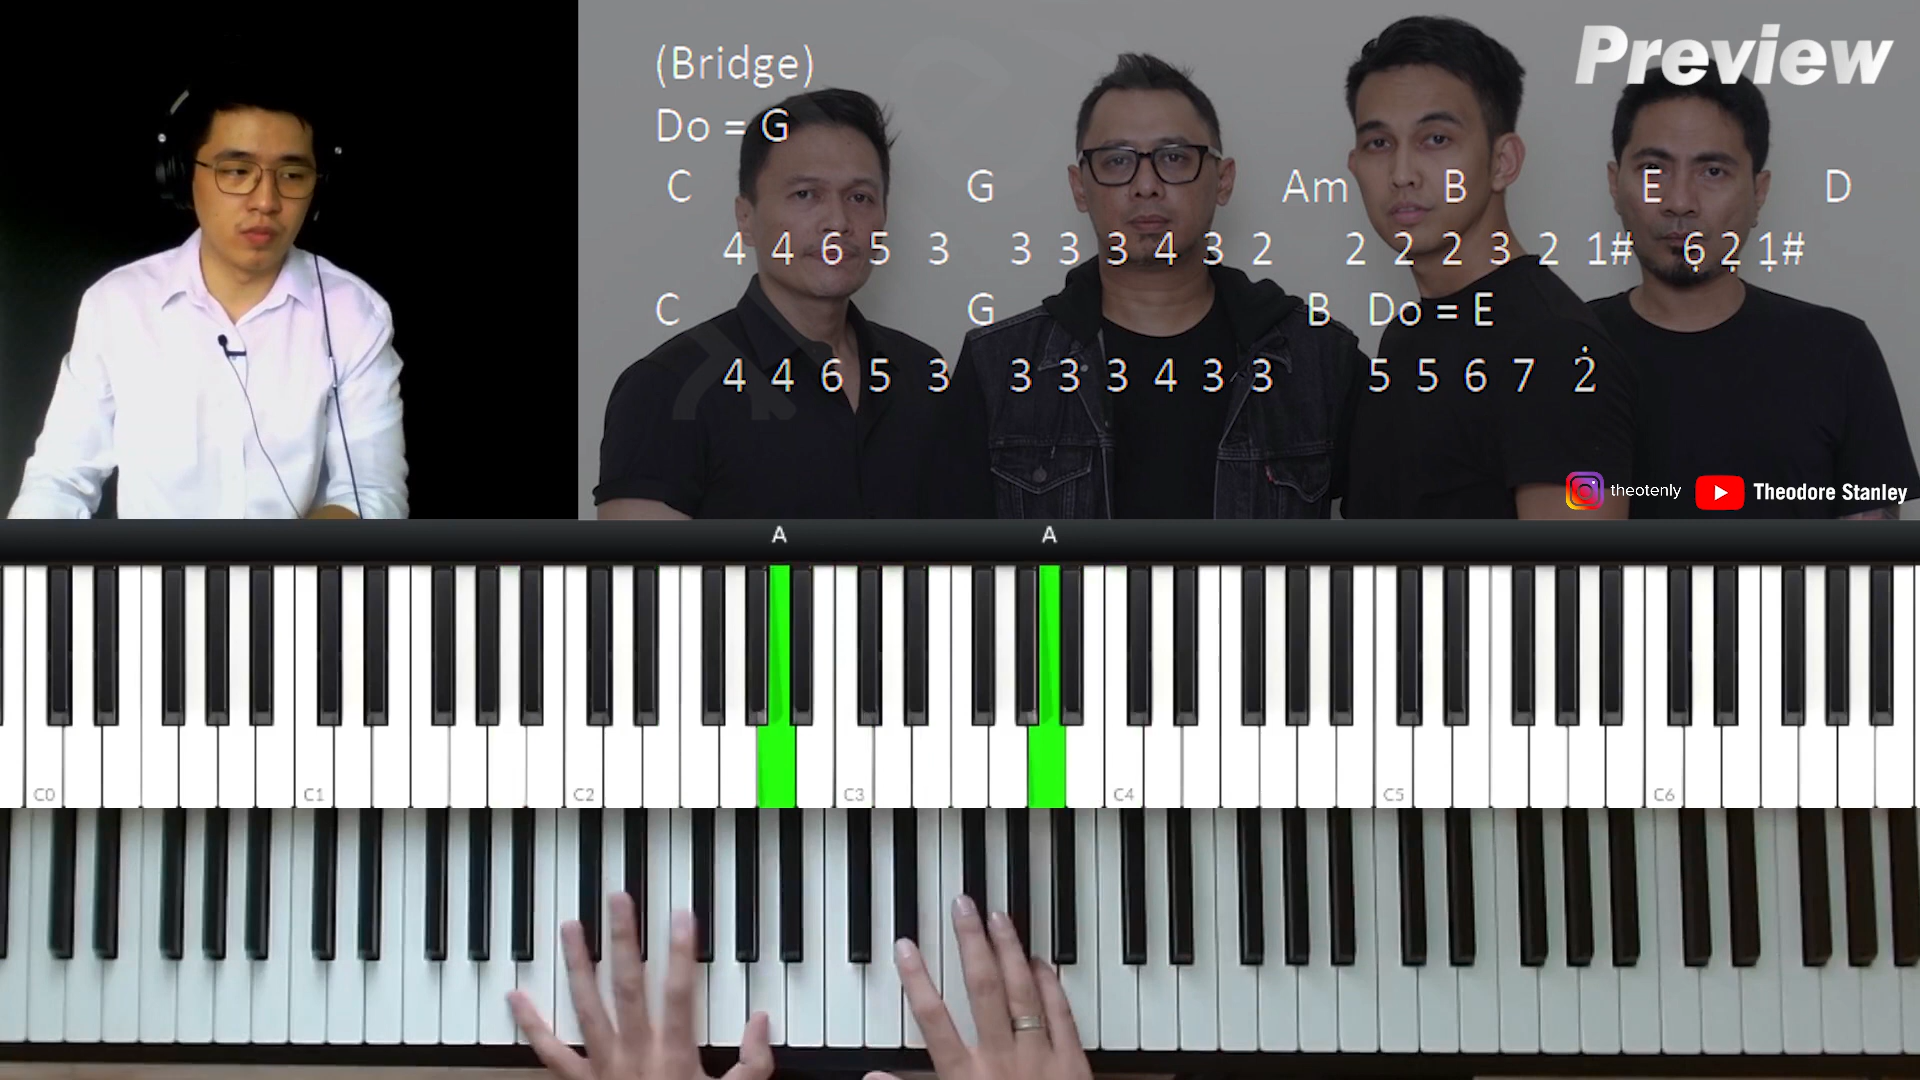 Preview
(Bridge)
Do = G
C G Am B E D
4 4 6 5 3 3 3 3 4 3 2 2 2 2 3 2 1# 6̣ 2̣ 1̣#
C G B Do = E
4 4 6 5 3 3 3 3 4 3 3 5 5 6 7 2̇
theotenly Theodore Stanley
A A
C0 C1 C2 C3 C4 C5 C6